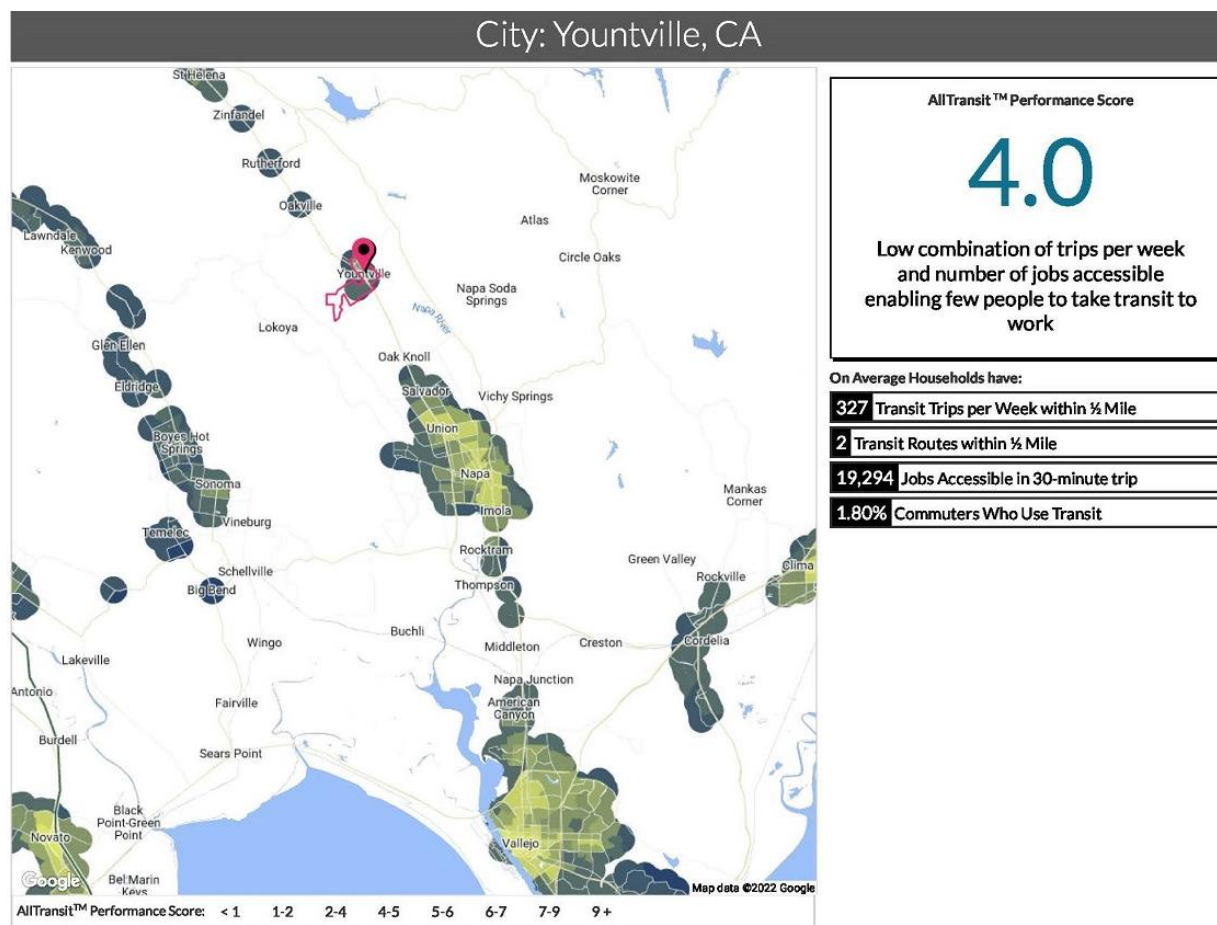 City: Yountville, CA
St Helena
Zinfandel
Rutherford
Oakville
Moskowite
Corner
Atlas
Circle Oaks
Lawndale
Kenwood
Yountville
Napa Soda
Springs
Napa River
Lokoya
Glen Ellen
Oak Knoll
Eldridge
Salvador
Vichy Springs
Union
Boyes Hot
Springs
Napa
Sonoma
Mankas
Corner
Imola
Vineburg
Temelec
Rocktram
Green Valley
Clima
Schellville
Rockville
Thompson
Big Bend
Buchli
Wingo
Middleton
Creston
Cordelia
Lakeville
Napa Junction
Antonio
American
Canyon
Fairville
Burdell
Sears Point
Black
Point-Green
Point
Novato
Vallejo
Bel Marin
Keys
Google
Map data ©2022 Google
AllTransit™ Performance Score: < 1 1-2 2-4 4-5 5-6 6-7 7-9 9 +
AllTransit ™ Performance Score
4.0
Low combination of trips per week
and number of jobs accessible
enabling few people to take transit to
work
On Average Households have:
327 Transit Trips per Week within ½ Mile
2 Transit Routes within ½ Mile
19,294 Jobs Accessible in 30-minute trip
1.80% Commuters Who Use Transit